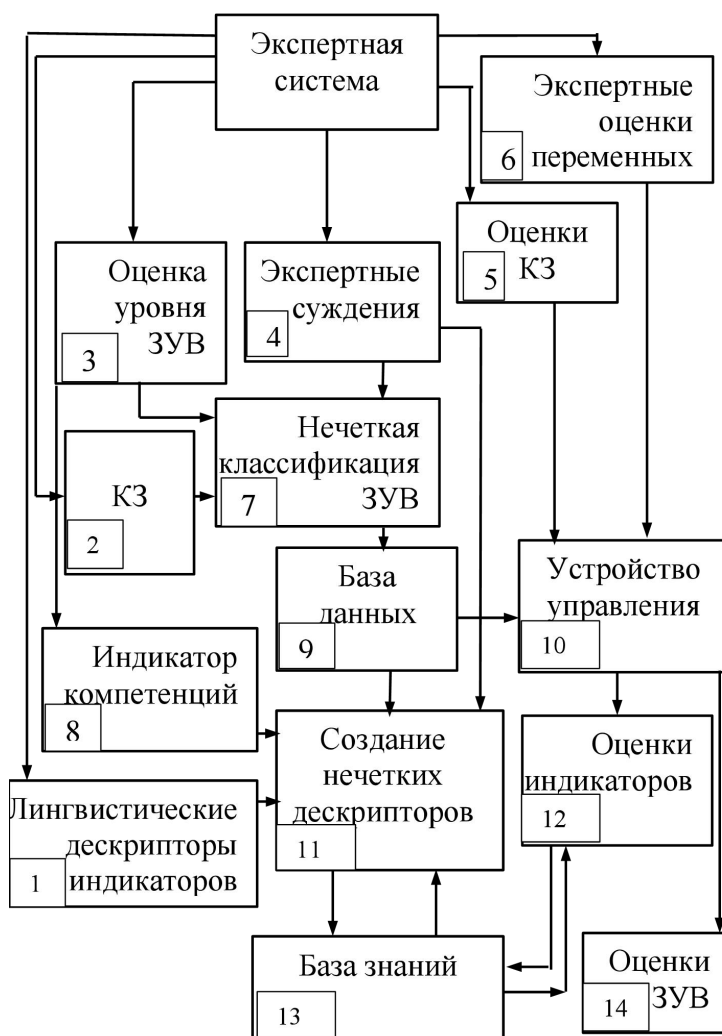 Экспертная
система
Экспертные
оценки
переменных
6
Оценки
КЗ
5
Оценка
уровня
ЗУВ
3
Экспертные
суждения
4
Нечеткая
классификация
ЗУВ
7
КЗ
2
База
данных
9
Устройство
управления
10
Индикатор
компетенций
8
Создание
нечетких
дескрипторов
11
Оценки
индикаторов
12
Лингвистические
дескрипторы
индикаторов
1
База знаний
13
Оценки
ЗУВ
14